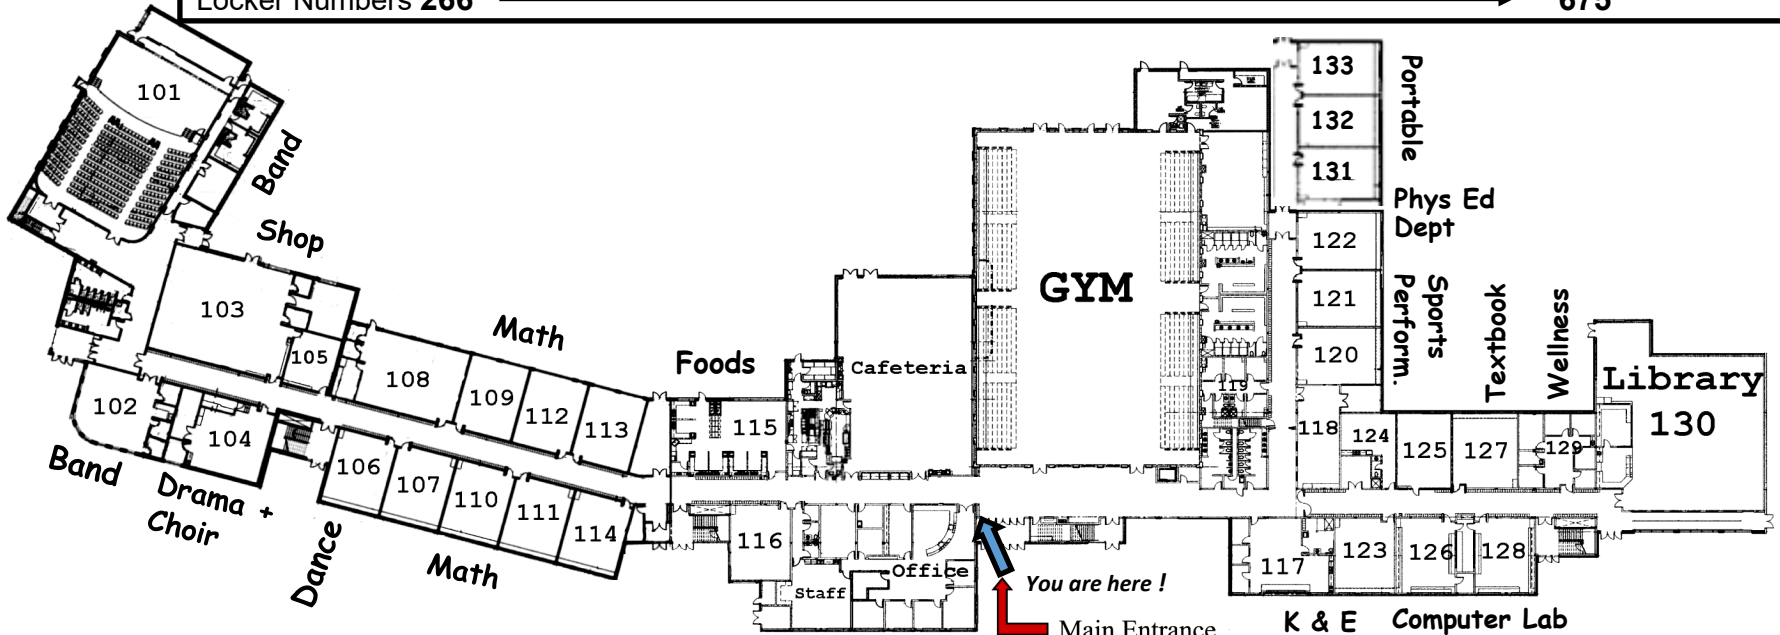 Locker Numbers 266 675
101
Band
Shop
103
105
102
104
Band
Drama +
Choir
Dance
Math
108
109
112
113
106
107
110
111
114
Math
Foods
115
Cafeteria
GYM
116
Staff
Office
You are here !
Main Entrance
133
132
131
Portable
Phys Ed
Dept
122
121
120
119
118
Sports
Perform.
Textbook
Wellness
124
125
127
129
Library
130
117
123
126
128
K & E
Computer Lab